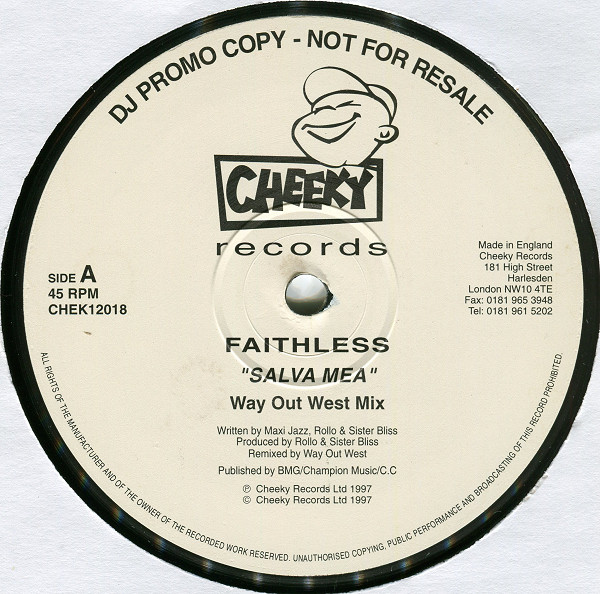 DJ PROMO COPY - NOT FOR RESALE
CHEEKY
records
SIDE A
45 RPM
CHEK12018
Made in England
Cheeky Records
181 High Street
Harlesden
London NW10 4TE
Fax: 0181 965 3948
Tel: 0181 961 5202
FAITHLESS
"SALVA MEA"
Way Out West Mix
Written by Maxi Jazz, Rollo & Sister Bliss
Produced by Rollo & Sister Bliss
Remixed by Way Out West
Published by BMG/Champion Music/C.C
℗ Cheeky Records Ltd 1997
© Cheeky Records Ltd 1997
ALL RIGHTS OF THE MANUFACTURER AND OF THE OWNER OF THE RECORDED WORK RESERVED. UNAUTHORISED COPYING, PUBLIC PERFORMANCE AND BROADCASTING OF THIS RECORD PROHIBITED.